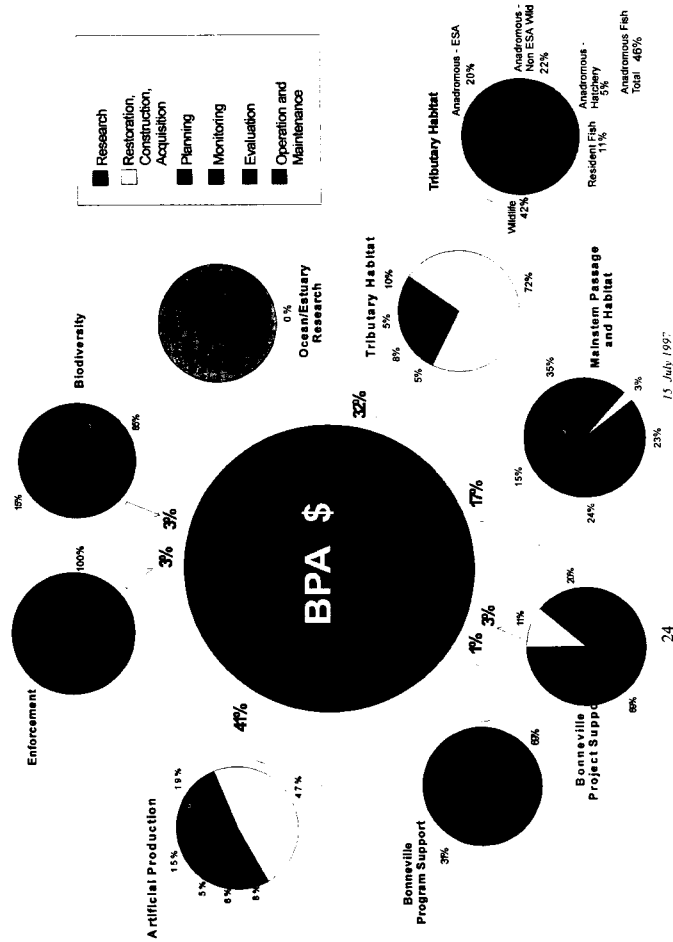 Enforcement
100%
Biodiversity
15%
85%
Research
Restoration,
Construction,
Acquisition
Planning
Monitoring
Evaluation
Operation and
Maintenance
Artificial Production
19%
15%
5%
6%
8%
47%
BPA $
3%
3%
41%
32%
17%
1%
3%
0%
Ocean/Estuary
Research
Tributary Habitat
10%
5%
8%
5%
72%
Tributary Habitat
Anadromous - ESA
20%
Anadromous -
Non ESA Wild
22%
Anadromous -
Hatchery
5%
Anadromous Fish
Total 46%
Resident Fish
11%
Wildlife
42%
Bonneville
Program Support
31%
69%
Bonneville
Project Suppo
11%
20%
69%
Mainstem Passage
and Habitat
35%
15%
3%
23%
24%
24
15 July 1997